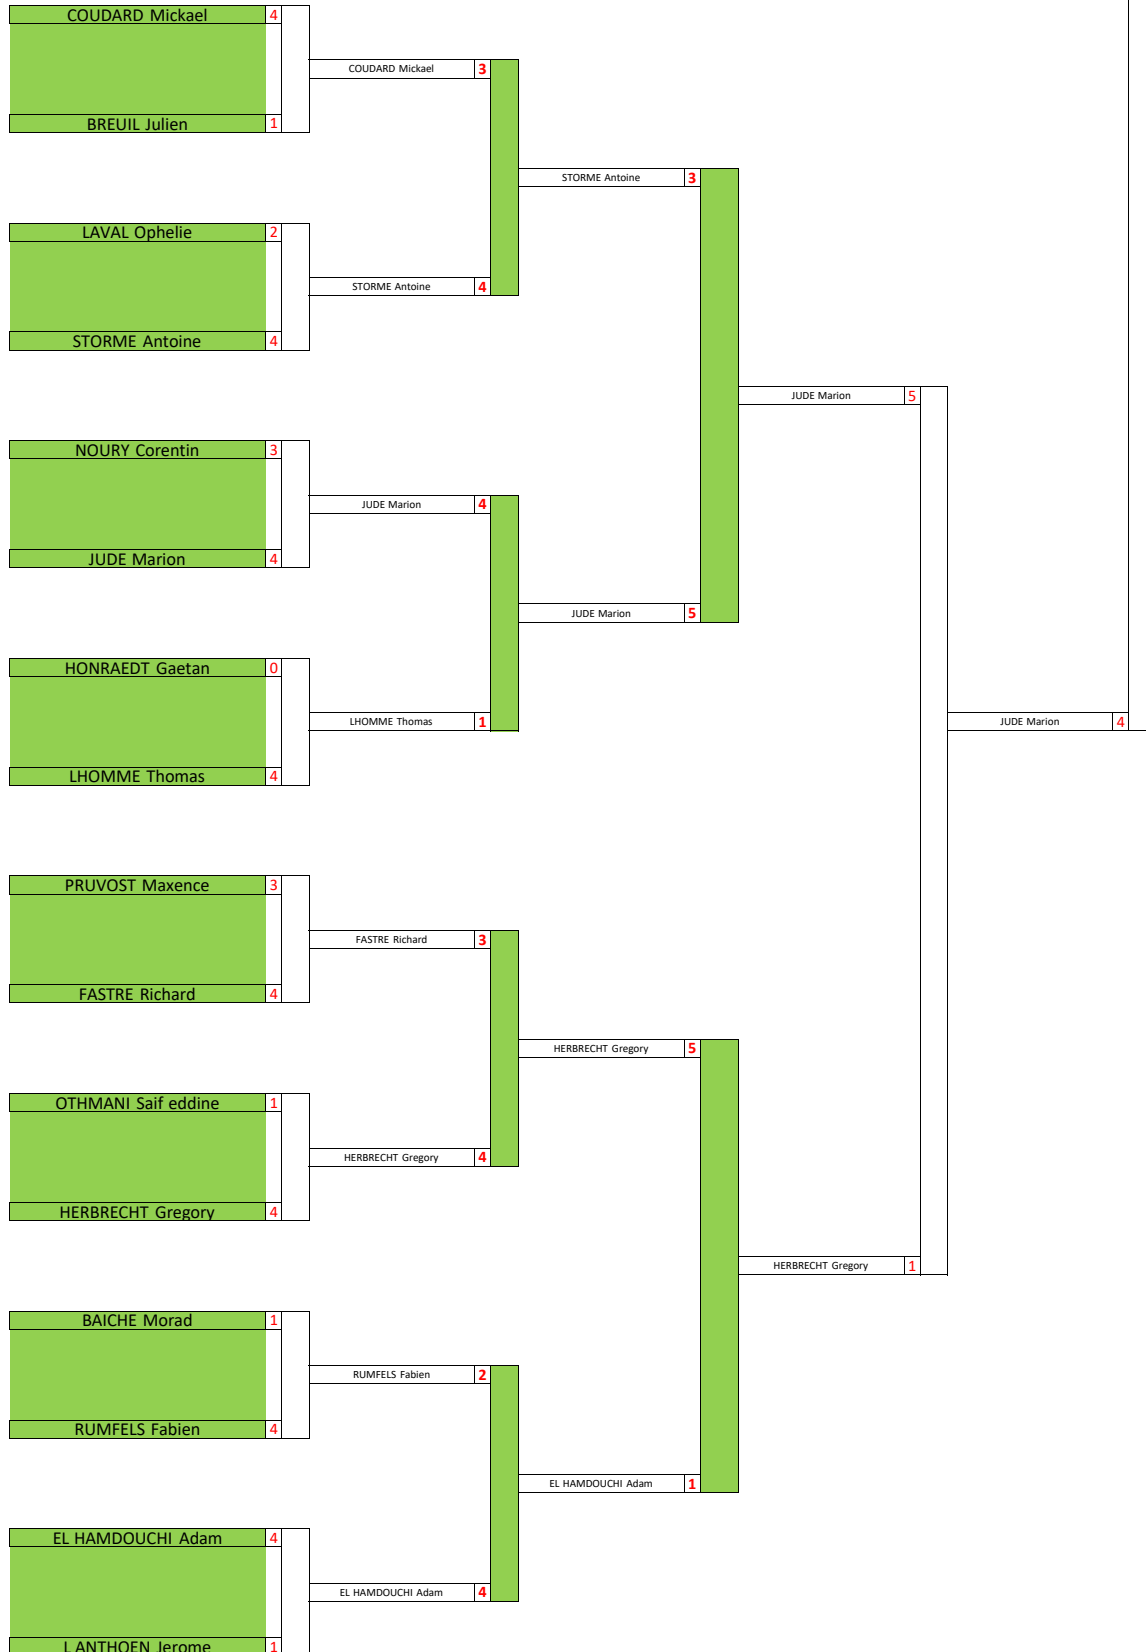 COUDARD Mickael 4
COUDARD Mickael 3
BREUIL Julien 1
STORME Antoine 3
LAVAL Ophelie 2
STORME Antoine 4
STORME Antoine 4
JUDE Marion 5
NOURY Corentin 3
JUDE Marion 4
JUDE Marion 4
JUDE Marion 5
HONRAEDT Gaetan 0
LHOMME Thomas 1
JUDE Marion 4
LHOMME Thomas 4
PRUVOST Maxence 3
FASTRE Richard 3
FASTRE Richard 4
HERBRECHT Gregory 5
OTHMANI Saif eddine 1
HERBRECHT Gregory 4
HERBRECHT Gregory 4
HERBRECHT Gregory 1
BAICHE Morad 1
RUMFELS Fabien 2
RUMFELS Fabien 4
EL HAMDOUCHI Adam 1
EL HAMDOUCHI Adam 4
EL HAMDOUCHI Adam 4
L ANTHOEN Jerome 1